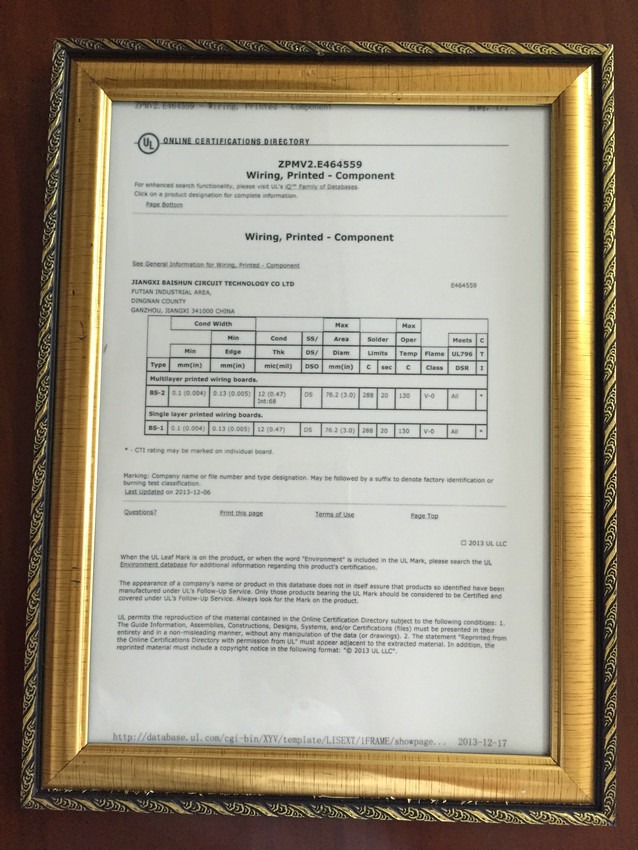 ZPMV2.E464559 - Wiring, Printed - Component 1/1
UL ONLINE CERTIFICATIONS DIRECTORY
ZPMV2.E464559
Wiring, Printed - Component
For enhanced search functionality, please visit UL's iQ™ Family of Databases.
Click on a product designation for complete information.
Page Bottom
Wiring, Printed - Component
See General Information for Wiring, Printed - Component
JIANGXI BAISHUN CIRCUIT TECHNOLOGY CO LTD E464559
FUTIAN INDUSTRIAL AREA,
DINGNAN COUNTY
GANZHOU, JIANGXI 341000 CHINA
Cond Width Max Max
Min Cond SS/ Area Solder Oper Meets C
Min Edge Thk DS/ Diam Limits Temp Flame UL796 T
Type mm(in) mm(in) mic(mil) DSO mm(in) C sec C Class DSR I
Multilayer printed wiring boards.
BS-2 0.1 (0.004) 0.13 (0.005) 12 (0.47) DS 76.2 (3.0) 288 20 130 V-0 All *
Int:68
Single layer printed wiring boards.
BS-1 0.1 (0.004) 0.13 (0.005) 12 (0.47) DS 76.2 (3.0) 288 20 130 V-0 All *
* - CTI rating may be marked on individual board.
Marking: Company name or file number and type designation. May be followed by a suffix to denote factory identification or
burning test classification.
Last Updated on 2013-12-06
Questions? Print this page Terms of Use Page Top
☐ 2013 UL LLC
When the UL Leaf Mark is on the product, or when the word "Environment" is included in the UL Mark, please search the UL
Environment database for additional information regarding this product's certification.
The appearance of a company's name or product in this database does not in itself assure that products so identified have been
manufactured under UL's Follow-Up Service. Only those products bearing the UL Mark should be considered to be Certified and
covered under UL's Follow-Up Service. Always look for the Mark on the product.
UL permits the reproduction of the material contained in the Online Certification Directory subject to the following conditions: 1.
The Guide Information, Assemblies, Constructions, Designs, Systems, and/or Certifications (files) must be presented in their
entirety and in a non-misleading manner, without any manipulation of the data (or drawings). 2. The statement "Reprinted from
the Online Certifications Directory with permission from UL" must appear adjacent to the extracted material. In addition, the
reprinted material must include a copyright notice in the following format: "© 2013 UL LLC".
http://database.ul.com/cgi-bin/XYV/template/LISEXT/1FRAME/showpage... 2013-12-17